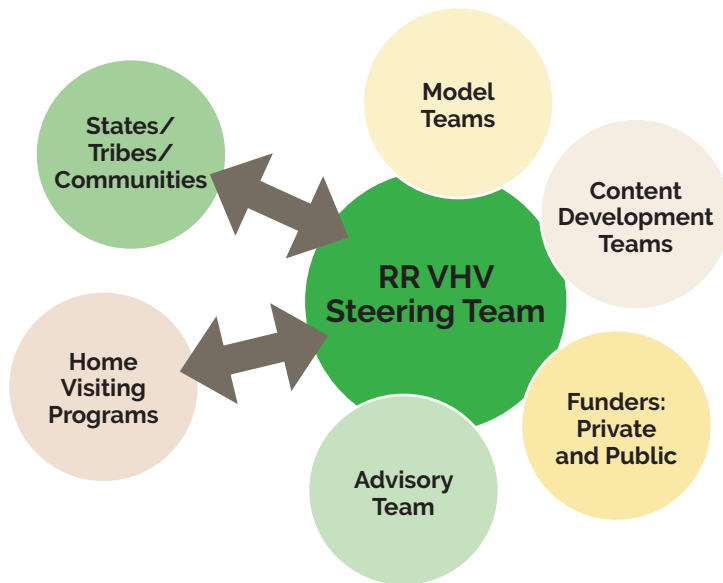 Model
Teams
States/
Tribes/
Communities
Content
Development
Teams
RR VHV
Steering Team
Home
Visiting
Programs
Funders:
Private
and Public
Advisory
Team